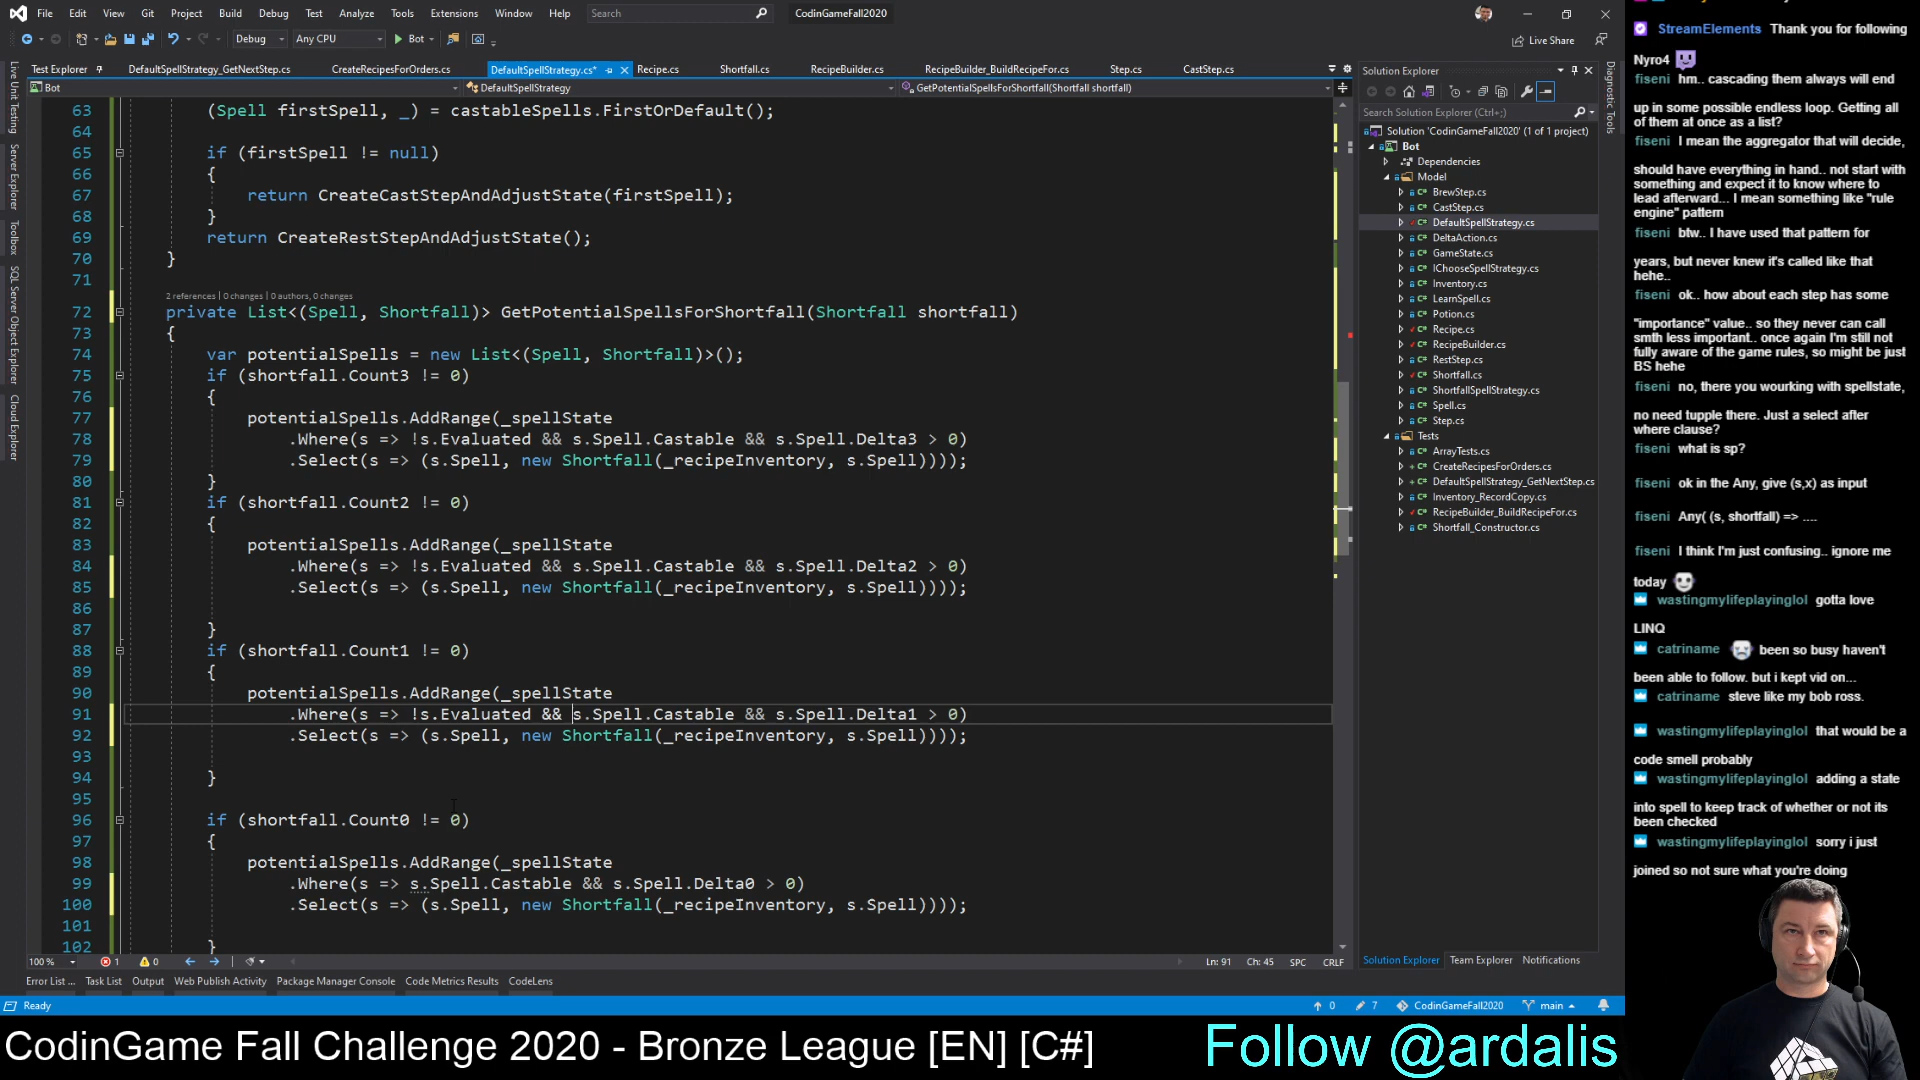 File Edit View Git Project Build Debug Test Analyze Tools Extensions Window Help Search CodinGameFall2020
Debug Any CPU Bot Live Share
Test Explorer DefaultSpellStrategy_GetNextStep.cs CreateRecipesForOrders.cs DefaultSpellStrategy.cs* Recipe.cs Shortfall.cs RecipeBuilder.cs RecipeBuilder_BuildRecipeFor.cs Step.cs CastStep.cs
Bot DefaultSpellStrategy GetPotentialSpellsForShortfall(Shortfall shortfall)
Live Unit Testing
Server Explorer
Toolbox
SQL Server Object Explorer
Cloud Explorer
63 (Spell firstSpell, _) = castableSpells.FirstOrDefault();
64
65 if (firstSpell != null)
66 {
67 return CreateCastStepAndAdjustState(firstSpell);
68 }
69 return CreateRestStepAndAdjustState();
70 }
71
2 references | 0 changes | 0 authors, 0 changes
72 private List<(Spell, Shortfall)> GetPotentialSpellsForShortfall(Shortfall shortfall)
73 {
74 var potentialSpells = new List<(Spell, Shortfall)>();
75 if (shortfall.Count3 != 0)
76 {
77 potentialSpells.AddRange(_spellState
78 .Where(s => !s.Evaluated && s.Spell.Castable && s.Spell.Delta3 > 0)
79 .Select(s => (s.Spell, new Shortfall(_recipeInventory, s.Spell))));
80 }
81 if (shortfall.Count2 != 0)
82 {
83 potentialSpells.AddRange(_spellState
84 .Where(s => !s.Evaluated && s.Spell.Castable && s.Spell.Delta2 > 0)
85 .Select(s => (s.Spell, new Shortfall(_recipeInventory, s.Spell))));
86
87 }
88 if (shortfall.Count1 != 0)
89 {
90 potentialSpells.AddRange(_spellState
91 .Where(s => !s.Evaluated && s.Spell.Castable && s.Spell.Delta1 > 0)
92 .Select(s => (s.Spell, new Shortfall(_recipeInventory, s.Spell))));
93
94 }
95
96 if (shortfall.Count0 != 0)
97 {
98 potentialSpells.AddRange(_spellState
99 .Where(s => s.Spell.Castable && s.Spell.Delta0 > 0)
100 .Select(s => (s.Spell, new Shortfall(_recipeInventory, s.Spell))));
101
102 }
100 % 1 0 Ln: 91 Ch: 45 SPC CRLF
Error List ... Task List Output Web Publish Activity Package Manager Console Code Metrics Results CodeLens
Ready 0 7 CodinGameFall2020 main
Solution Explorer
Search Solution Explorer (Ctrl+;)
Solution 'CodinGameFall2020' (1 of 1 project)
Bot
Dependencies
Model
BrewStep.cs
CastStep.cs
DefaultSpellStrategy.cs
DeltaAction.cs
GameState.cs
IChooseSpellStrategy.cs
Inventory.cs
LearnSpell.cs
Potion.cs
Recipe.cs
RecipeBuilder.cs
RestStep.cs
Shortfall.cs
ShortfallSpellStrategy.cs
Spell.cs
Step.cs
Tests
ArrayTests.cs
CreateRecipesForOrders.cs
DefaultSpellStrategy_GetNextStep.cs
Inventory_RecordCopy.cs
RecipeBuilder_BuildRecipeFor.cs
Shortfall_Constructor.cs
Solution Explorer Team Explorer Notifications
Diagnostic Tools
StreamElements Thank you for following
Nyro4
fiseni hm.. cascading them always will end
up in some possible endless loop. Getting all
of them at once as a list?
fiseni I mean the aggregator that will decide,
should have everything in hand.. not start with
something and expect it to know where to
lead afterward... I mean something like "rule
engine" pattern
fiseni btw.. I have used that pattern for
years, but never knew it's called like that
hehe..
fiseni ok.. how about each step has some
"importance" value.. so they never can call
smth less important.. once again I'm still not
fully aware of the game rules, so might be just
BS hehe
fiseni no, there you wourking with spellstate,
no need tupple there. Just a select after
where clause?
fiseni what is sp?
fiseni ok in the Any, give (s,x) as input
fiseni Any( (s, shortfall) => ....
fiseni I think I'm just confusing.. ignore me
today
wastingmylifeplayinglol gotta love
LINQ
catriname been so busy haven't
been able to follow. but i kept vid on...
catriname steve like my bob ross.
wastingmylifeplayinglol that would be a
code smell probably
wastingmylifeplayinglol adding a state
into spell to keep track of whether or not its
been checked
wastingmylifeplayinglol sorry i just
joined so not sure what you're doing
CodinGame Fall Challenge 2020 - Bronze League [EN] [C#]
Follow @ardalis